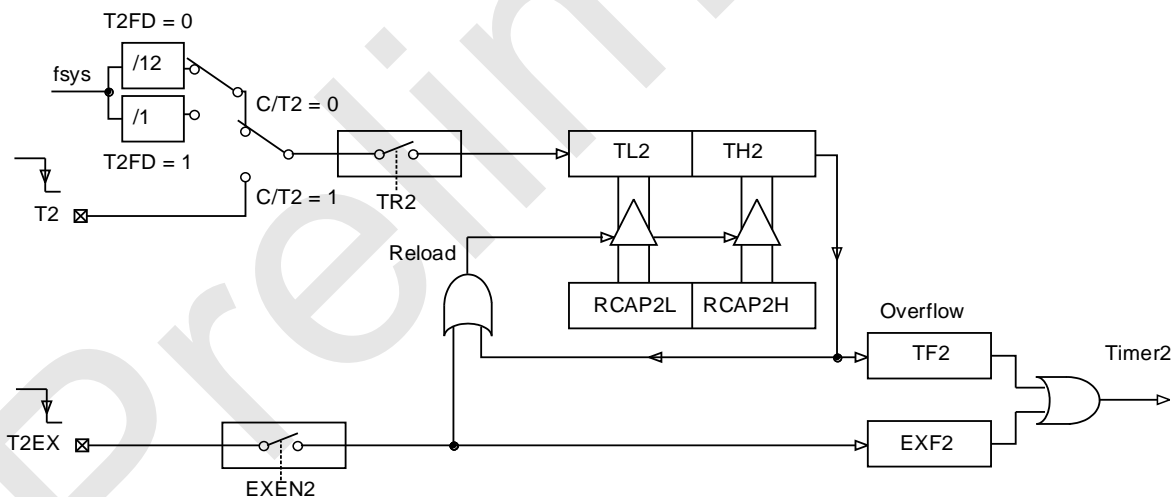 T2FD = 0
fsys
/12
/1
T2FD = 1
C/T2 = 0
C/T2 = 1
T2
TR2
TL2
TH2
Reload
RCAP2L
RCAP2H
Overflow
TF2
Timer2
T2EX
EXEN2
EXF2
Prelim